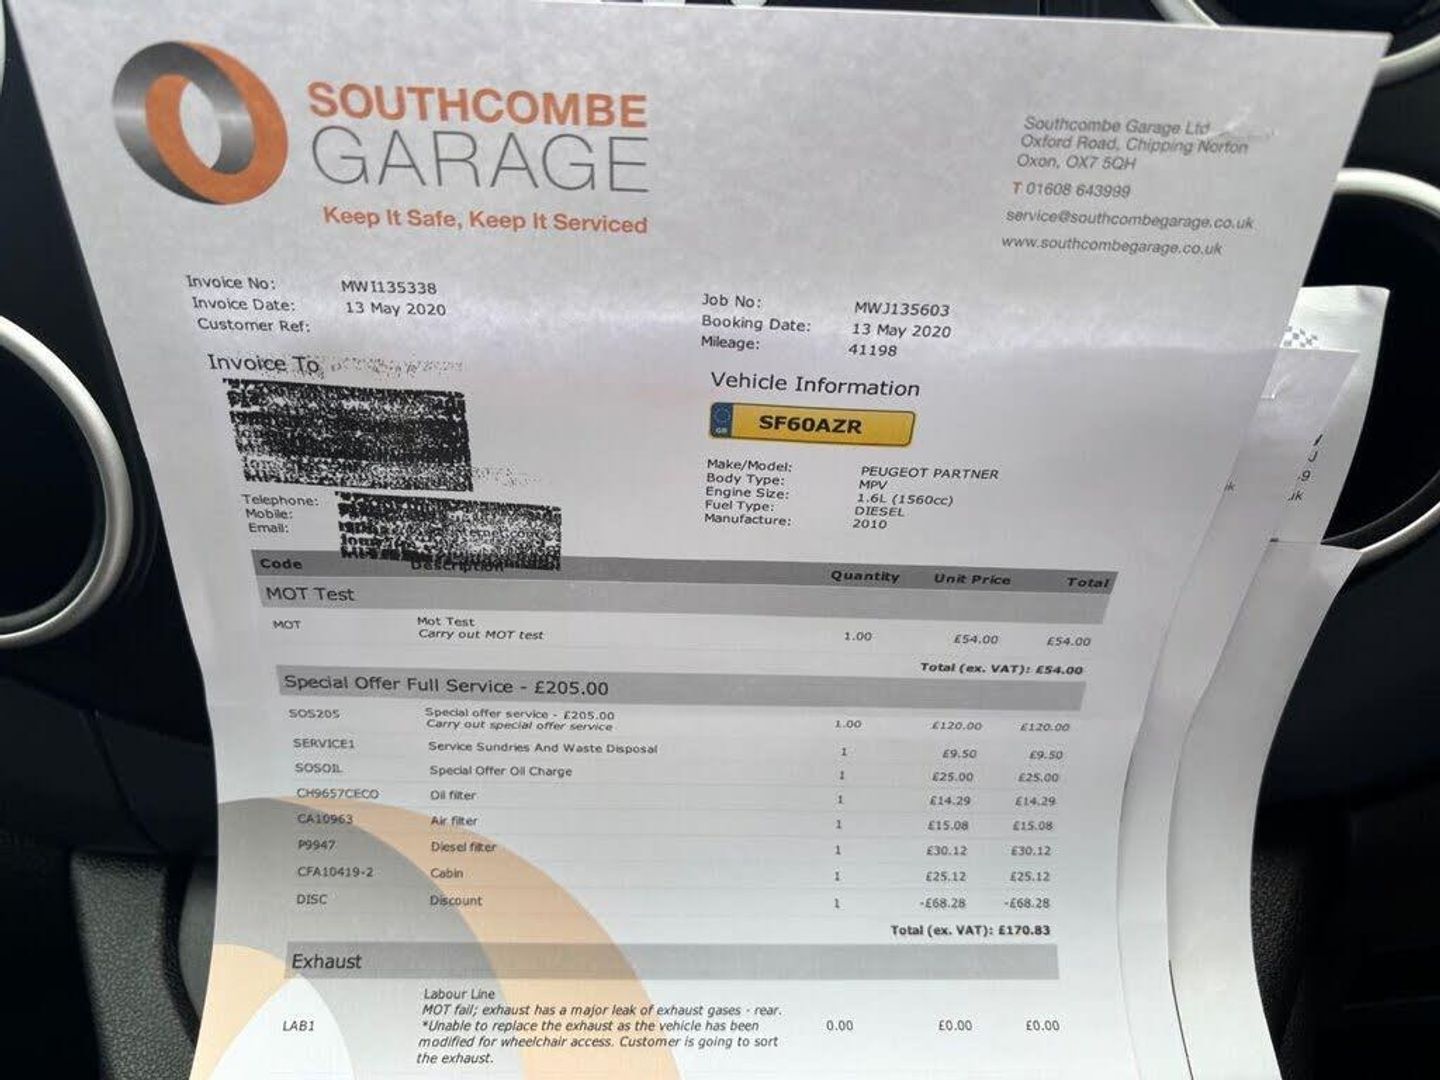 SOUTHCOMBE
GARAGE
Keep It Safe, Keep It Serviced
Southcombe Garage Ltd
Oxford Road, Chipping Norton
Oxon, OX7 5QH
T 01608 643999
service@southcombegarage.co.uk
www.southcombegarage.co.uk
Invoice No: MWI135338
Invoice Date: 13 May 2020
Customer Ref:
Job No: MWJ135603
Booking Date: 13 May 2020
Mileage: 41198
Invoice To
Telephone:
Mobile:
Email:
Vehicle Information
GB SF60AZR
Make/Model: PEUGEOT PARTNER
Body Type: MPV
Engine Size: 1.6L (1560cc)
Fuel Type: DIESEL
Manufacture: 2010
Code Description Quantity Unit Price Total
MOT Test
MOT Mot Test 1.00 £54.00 £54.00
Carry out MOT test
Total (ex. VAT): £54.00
Special Offer Full Service - £205.00
SOS205 Special offer service - £205.00 1.00 £120.00 £120.00
Carry out special offer service
SERVICE1 Service Sundries And Waste Disposal 1 £9.50 £9.50
SOSOIL Special Offer Oil Charge 1 £25.00 £25.00
CH9657CECO Oil filter 1 £14.29 £14.29
CA10963 Air filter 1 £15.08 £15.08
P9947 Diesel filter 1 £30.12 £30.12
CFA10419-2 Cabin 1 £25.12 £25.12
DISC Discount 1 -£68.28 -£68.28
Total (ex. VAT): £170.83
Exhaust
Labour Line
MOT fail; exhaust has a major leak of exhaust gases - rear.
LAB1 *Unable to replace the exhaust as the vehicle has been 0.00 £0.00 £0.00
modified for wheelchair access. Customer is going to sort
the exhaust.